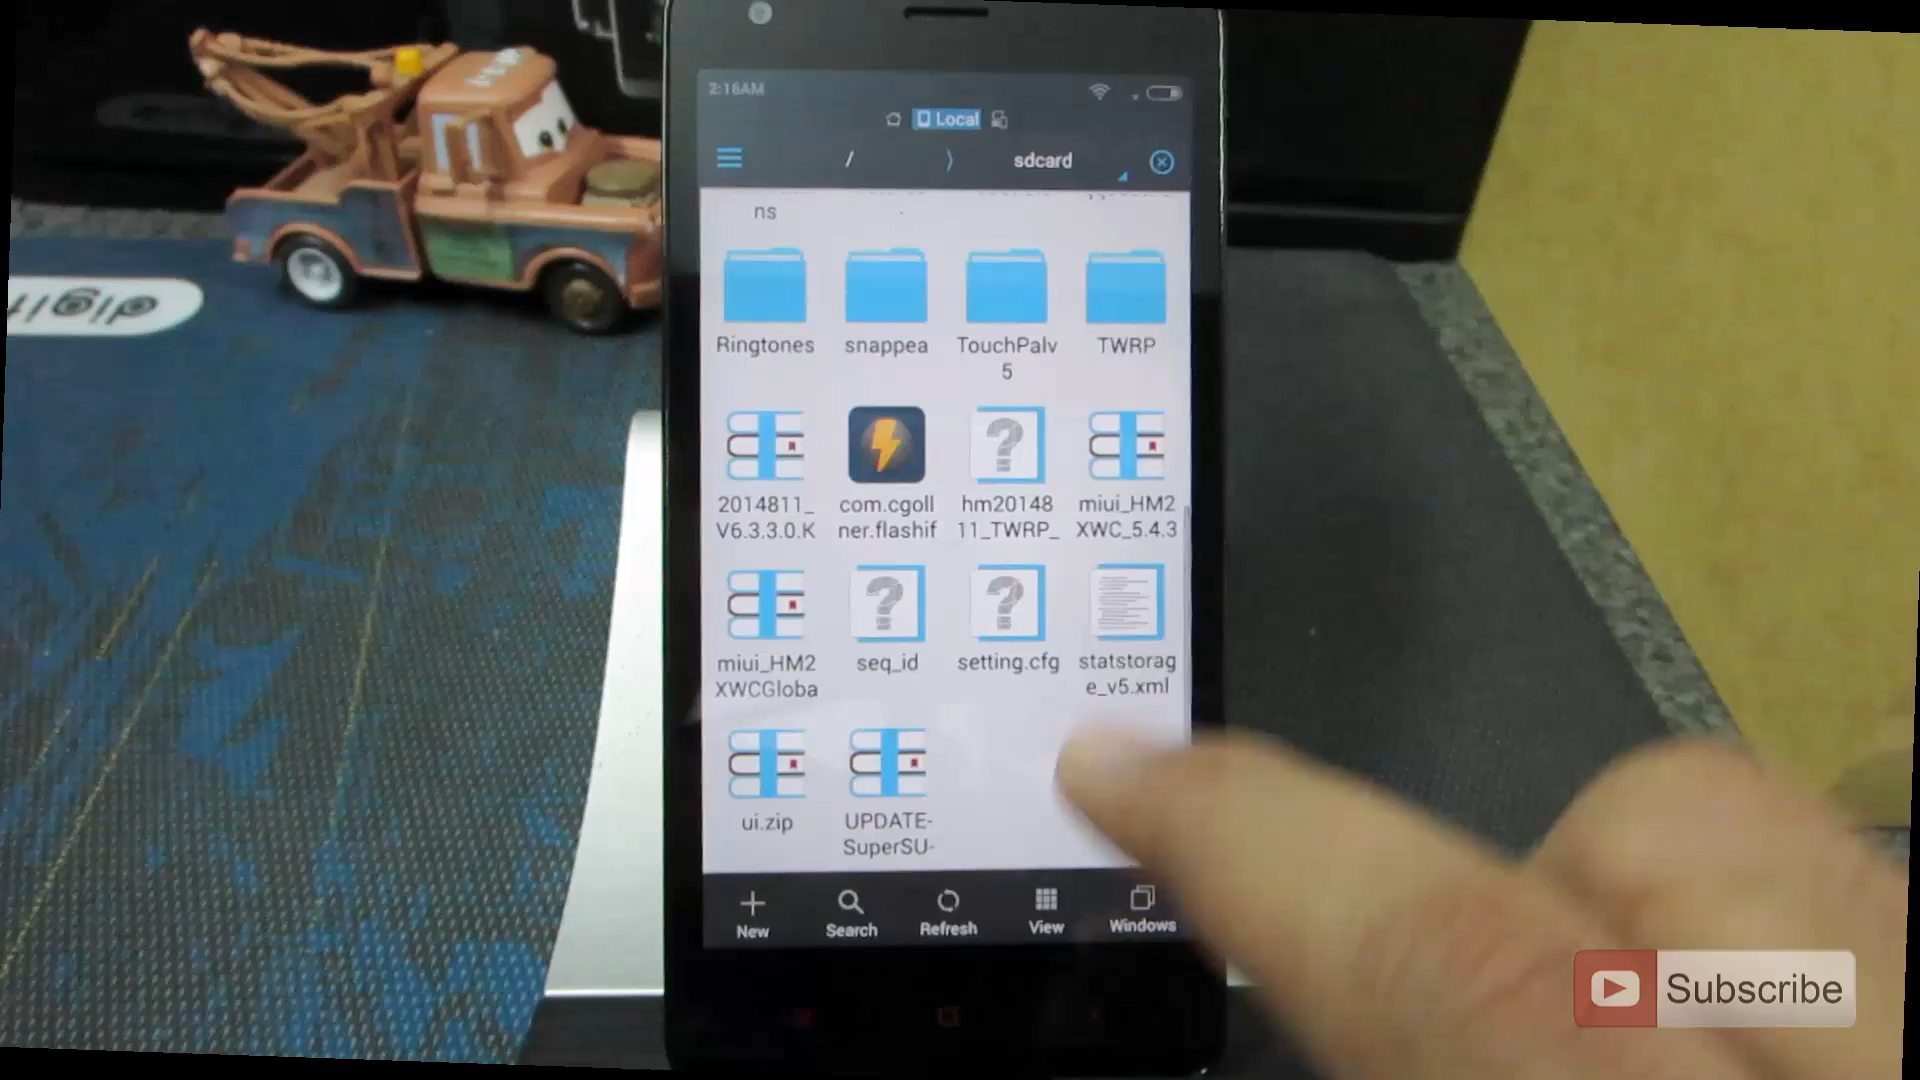 2:16AM
Local
/ 〉 sdcard
ns
Ringtones snappea TouchPalv TWRP
5
2014811_ com.cgoll hm20148 miui_HM2
V6.3.3.0.K ner.flashif 11_TWRP_ XWC_5.4.3
miui_HM2 seq_id setting.cfg statstorag
XWCGloba e_v5.xml
ui.zip UPDATE-
SuperSU-
New Search Refresh View Windows
digit
Subscribe